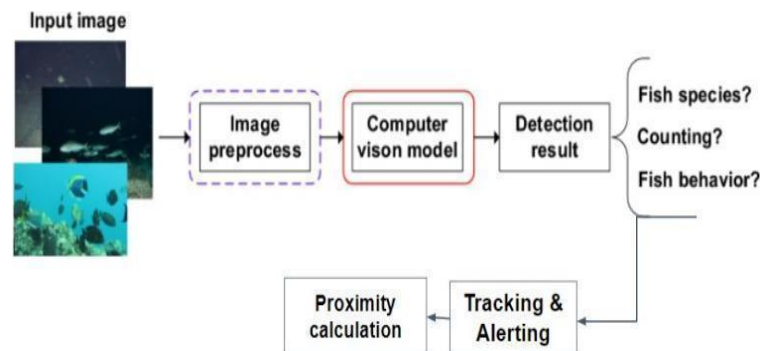 Input image
Image
preprocess
Computer
vison model
Detection
result
Fish species?
Counting?
Fish behavior?
Proximity
calculation
Tracking &
Alerting